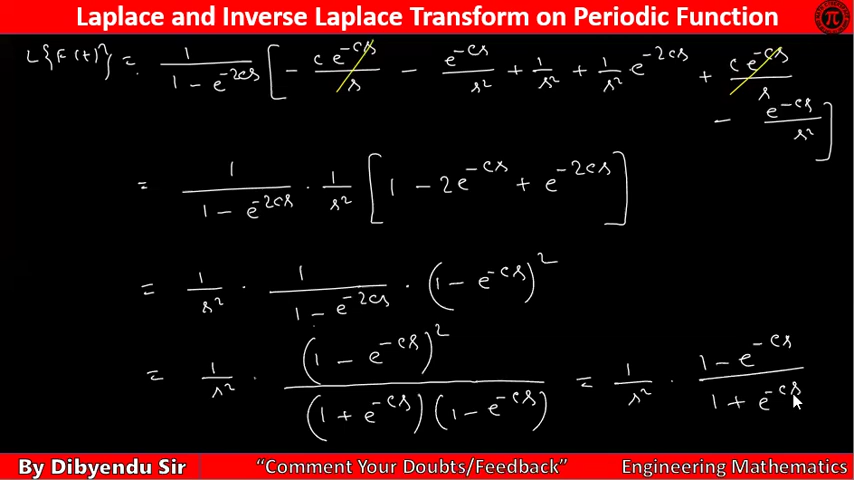 Laplace and Inverse Laplace Transform on Periodic Function
L{F(t)} = 1/(1 - e^{-2cs}) [ - c e^{-cs}/s - e^{-cs}/s² + 1/s² + 1/s² e^{-2cs} + c e^{-cs}/s - e^{-cs}/s² ]
= 1/(1 - e^{-2cs}) · 1/s² [ 1 - 2e^{-cs} + e^{-2cs} ]
= 1/s² · 1/(1 - e^{-2cs}) · (1 - e^{-cs})²
= 1/s² · (1 - e^{-cs})² / (1 + e^{-cs})(1 - e^{-cs}) = 1/s² · (1 - e^{-cs})/(1 + e^{-cs})
By Dibyendu Sir “Comment Your Doubts/Feedback” Engineering Mathematics